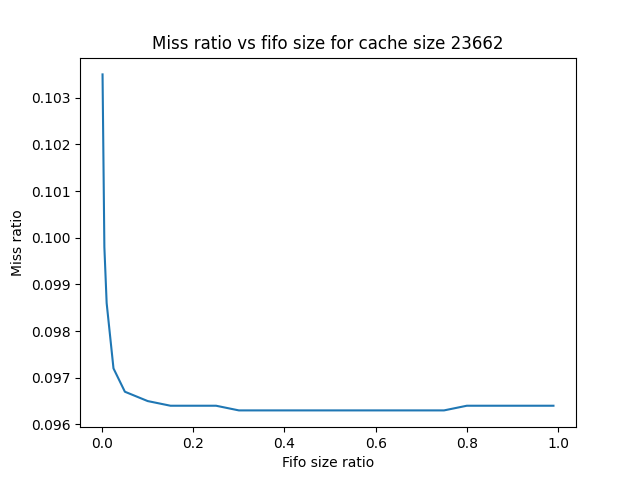 Miss ratio vs fifo size for cache size 23662
0.103
0.102
0.101
0.100
0.099
0.098
0.097
0.096
Miss ratio
0.0 0.2 0.4 0.6 0.8 1.0
Fifo size ratio